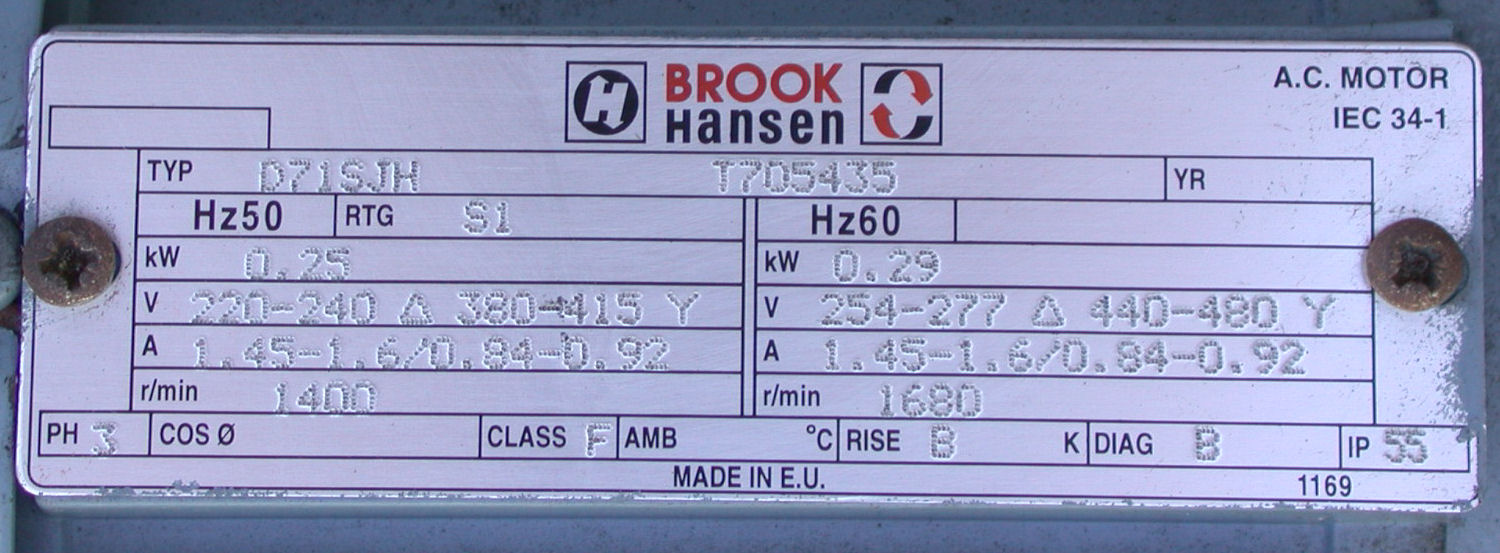 BROOK
Hansen
A.C. MOTOR
IEC 34-1
TYP D71SJH T705435 YR
Hz50 RTG S1 Hz60
kW 0.25 kW 0.29
V 220-240 Δ 380-415 Y V 254-277 Δ 440-480 Y
A 1.45-1.6/0.84-0.92 A 1.45-1.6/0.84-0.92
r/min 1400 r/min 1680
PH 3 COS Ø CLASS F AMB °C RISE B K DIAG B IP 55
MADE IN E.U. 1169